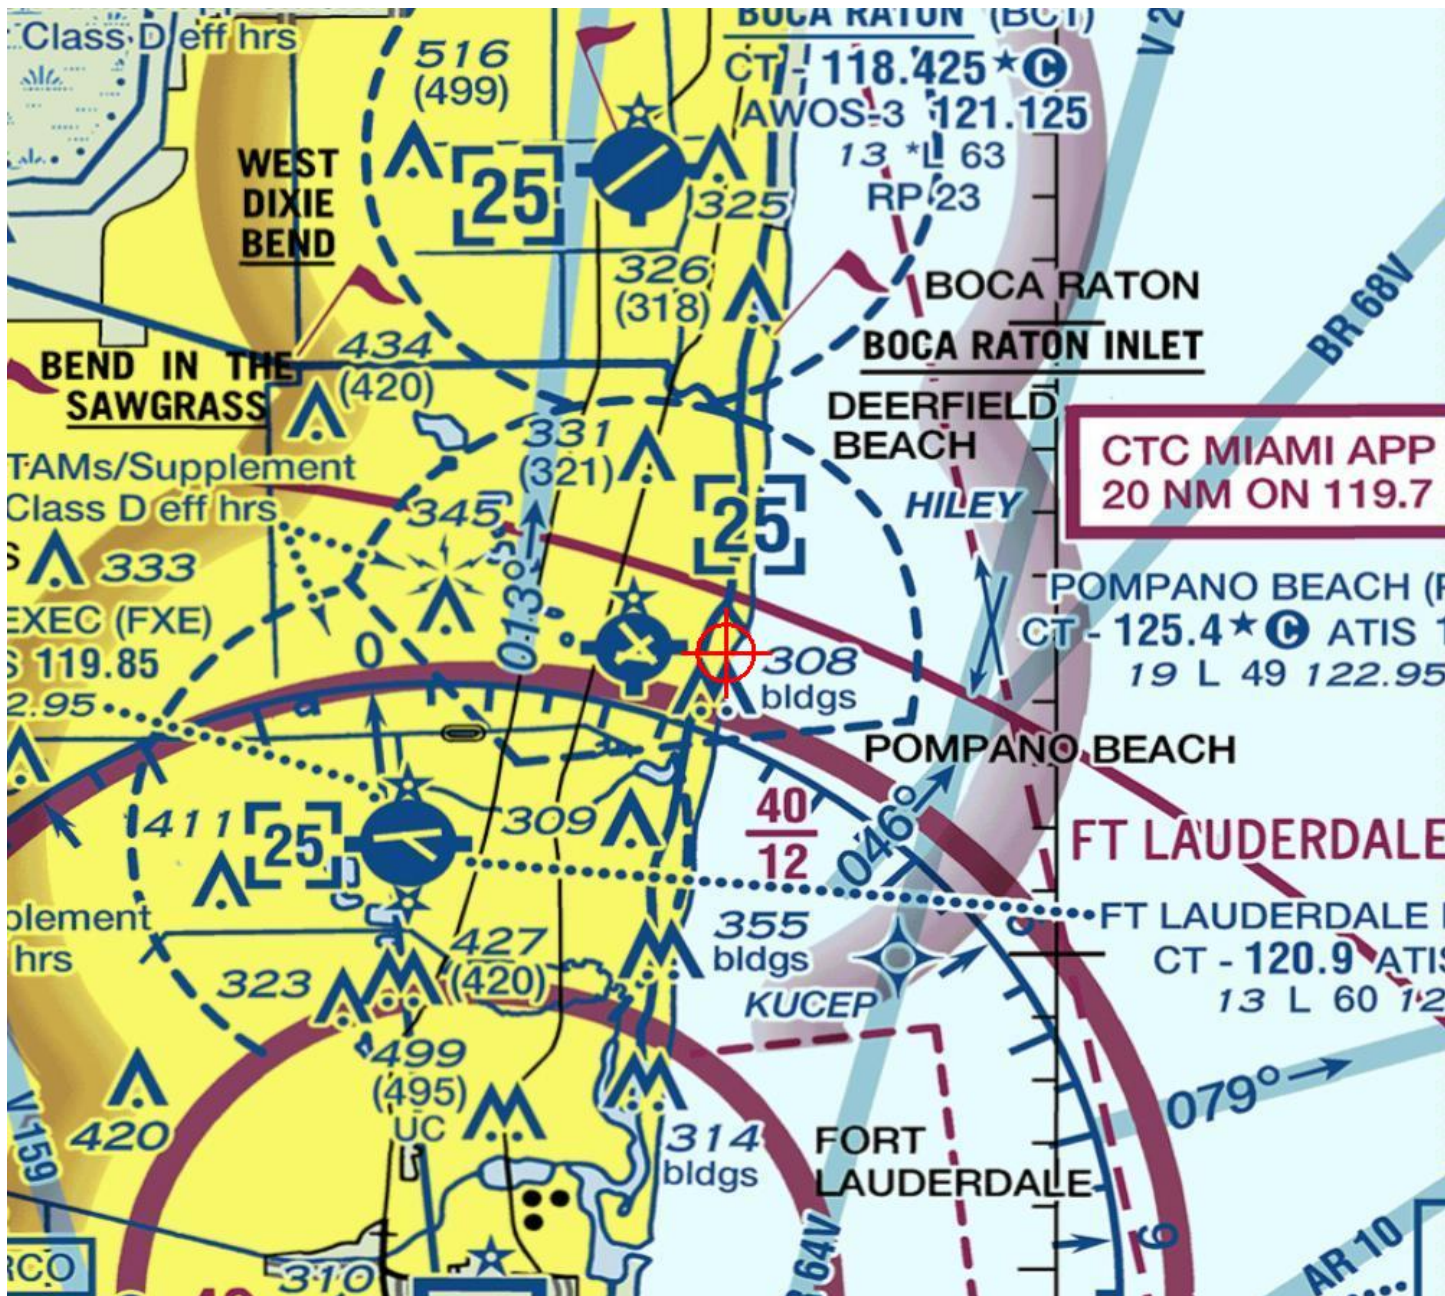 BOCA RATON (BCT)
Class D eff hrs
516
(499)
CT - 118.425 ★ C
AWOS-3 121.125
13 *L 63
RP 23
V 2
WEST
DIXIE
BEND
25
325
326
(318)
BOCA RATON
BOCA RATON INLET
BR 68V
434
(420)
BEND IN THE
SAWGRASS
DEERFIELD
BEACH
331
(321)
CTC MIAMI APP
20 NM ON 119.7
TAMs/Supplement
Class D eff hrs
345
25
HILEY
S
333
013°
EXEC (FXE)
S 119.85
2.95
0
POMPANO BEACH (P
CT - 125.4 ★ C ATIS 1
19 L 49 122.95
308
bldgs
POMPANO BEACH
411
25
309
40
12
046°
FT LAUDERDALE
plement
hrs
355
bldgs
FT LAUDERDALE
CT - 120.9 ATIS
13 L 60 12
427
(420)
323
KUCEP
499
(495)
UC
420
V 159
314
bldgs
FORT
LAUDERDALE
079°
6
64V
AR 10
RCO
310